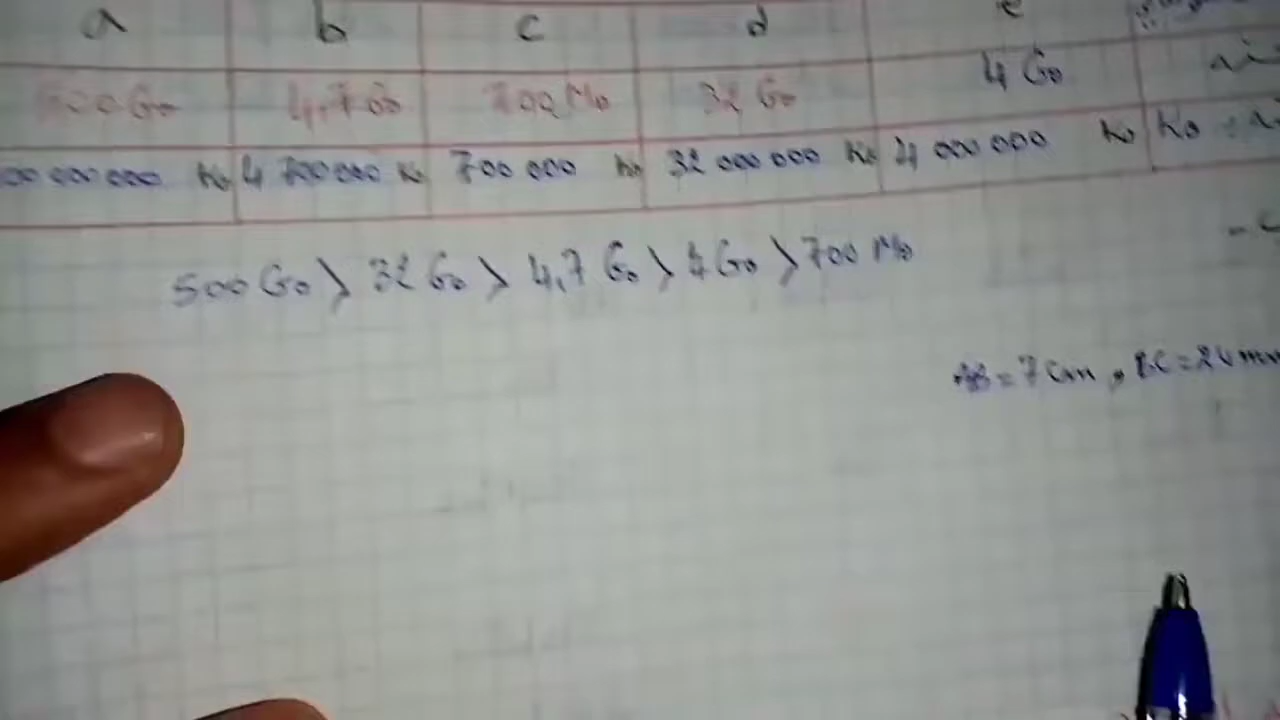 a b c d e
500 Go 4,7 Go 700 Mo 32 Go 4 Go
00 000 000 Ko 4 700 000 Ko 700 000 Ko 32 000 000 Ko 4 000 000 Ko Ko
500 Go > 32 Go > 4,7 Go > 4 Go > 700 Mo
AB = 7 cm , BC = 24 mm